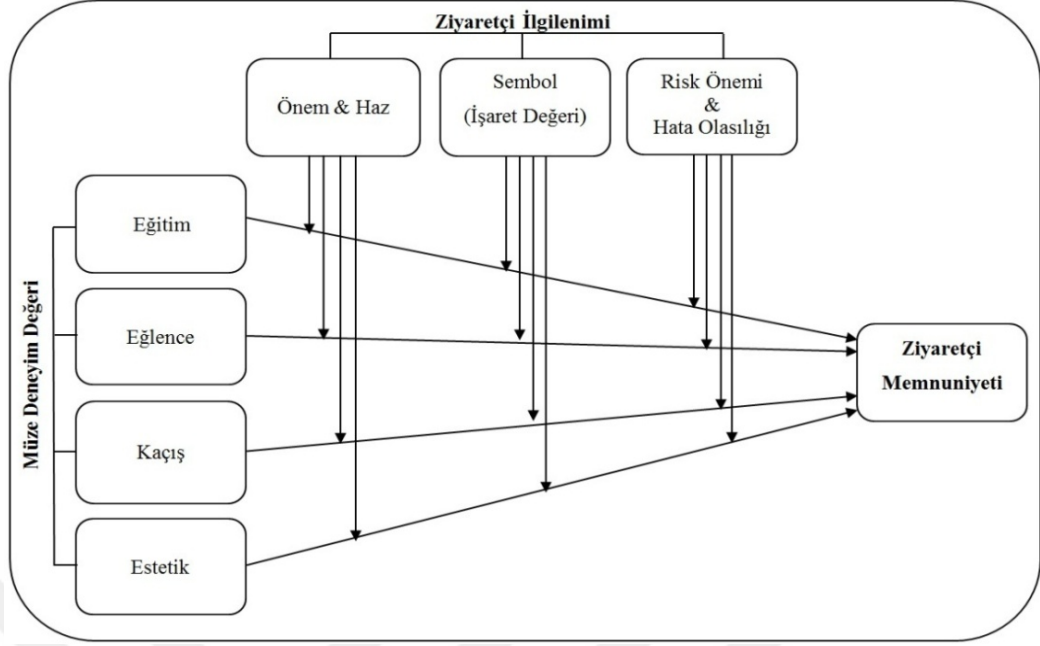 Ziyaretçi İlgilenimi
Önem & Haz
Sembol
(İşaret Değeri)
Risk Önemi
&
Hata Olasılığı
Müze Deneyim Değeri
Eğitim
Eğlence
Kaçış
Estetik
Ziyaretçi
Memnuniyeti